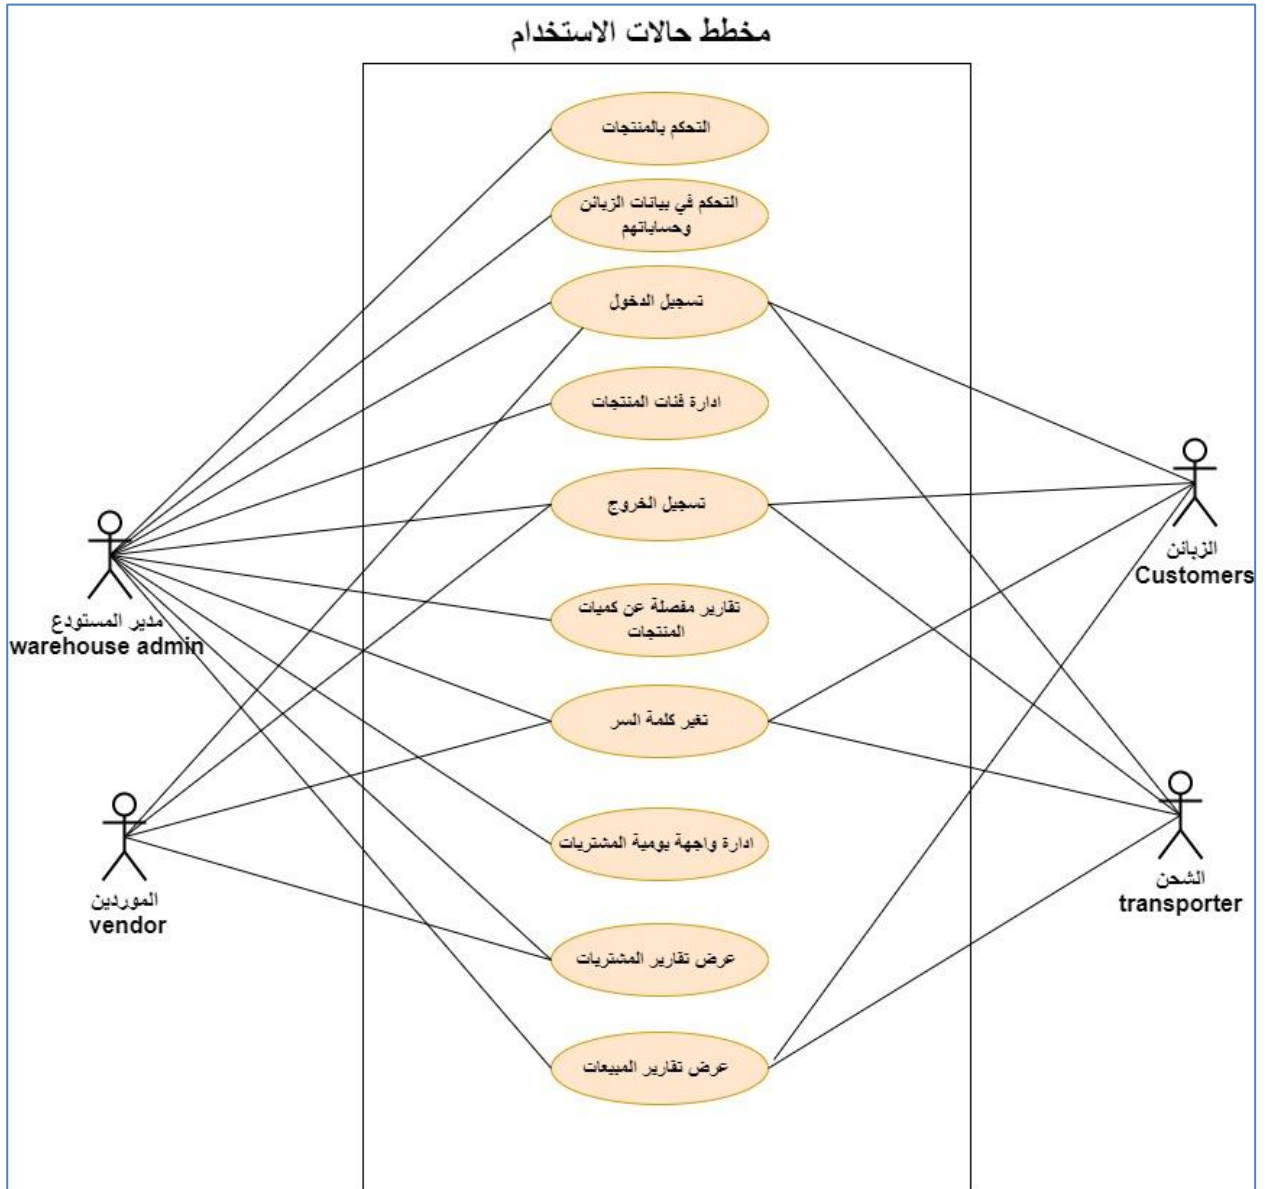 مخطط حالات الاستخدام
التحكم بالمنتجات
التحكم في بيانات الزبائن
وحساباتهم
تسجيل الدخول
ادارة فئات المنتجات
تسجيل الخروج
تقارير مفصلة عن كميات
المنتجات
تغير كلمة السر
ادارة واجهة يومية المشتريات
عرض تقارير المشتريات
عرض تقارير المبيعات
مدير المستودع
warehouse admin
الموردين
vendor
الزبائن
Customers
الشحن
transporter